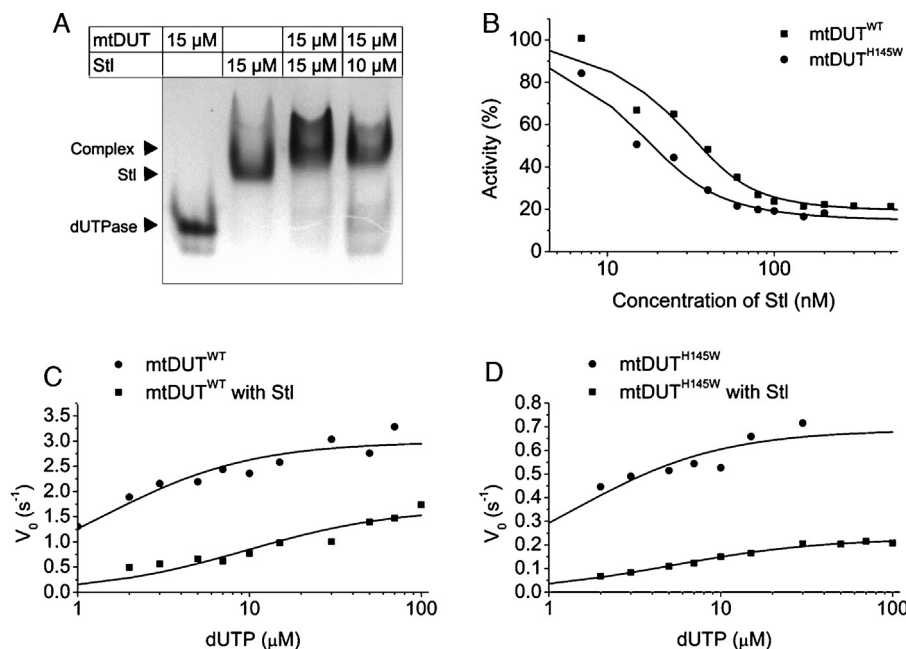 A
mtDUT 15 µM 15 µM 15 µM
Stl 15 µM 15 µM 10 µM
Complex
Stl
dUTPase
B
mtDUT^WT
mtDUT^H145W
Activity (%)
100
80
60
40
20
0
10 100
Concentration of Stl (nM)
C
mtDUT^WT
mtDUT^WT with Stl
V_0 (s^-1)
3.5
3.0
2.5
2.0
1.5
1.0
0.5
0.0
1 10 100
dUTP (µM)
D
mtDUT^H145W
mtDUT^H145W with Stl
V_0 (s^-1)
0.8
0.7
0.6
0.5
0.4
0.3
0.2
0.1
0.0
1 10 100
dUTP (µM)